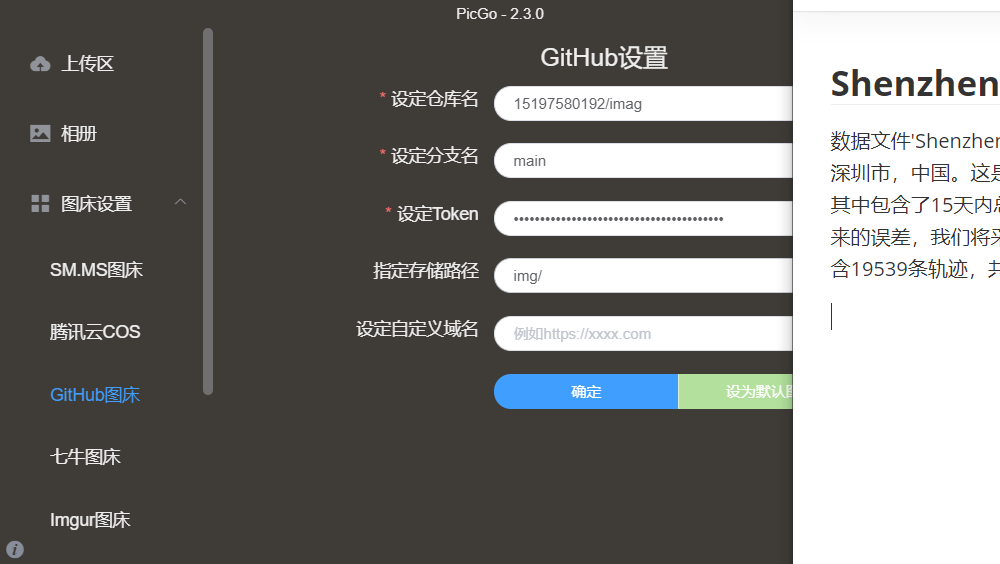 PicGo - 2.3.0
上传区
相册
图床设置
SM.MS图床
腾讯云COS
GitHub图床
七牛图床
Imgur图床
GitHub设置
* 设定仓库名
15197580192/imag
* 设定分支名
main
* 设定Token
指定存储路径
img/
设定自定义域名
例如https://xxxx.com
确定
设为默认图
Shenzhen
数据文件'Shenzhen
深圳市，中国。这是
其中包含了15天内总
来的误差，我们将采
含19539条轨迹，共